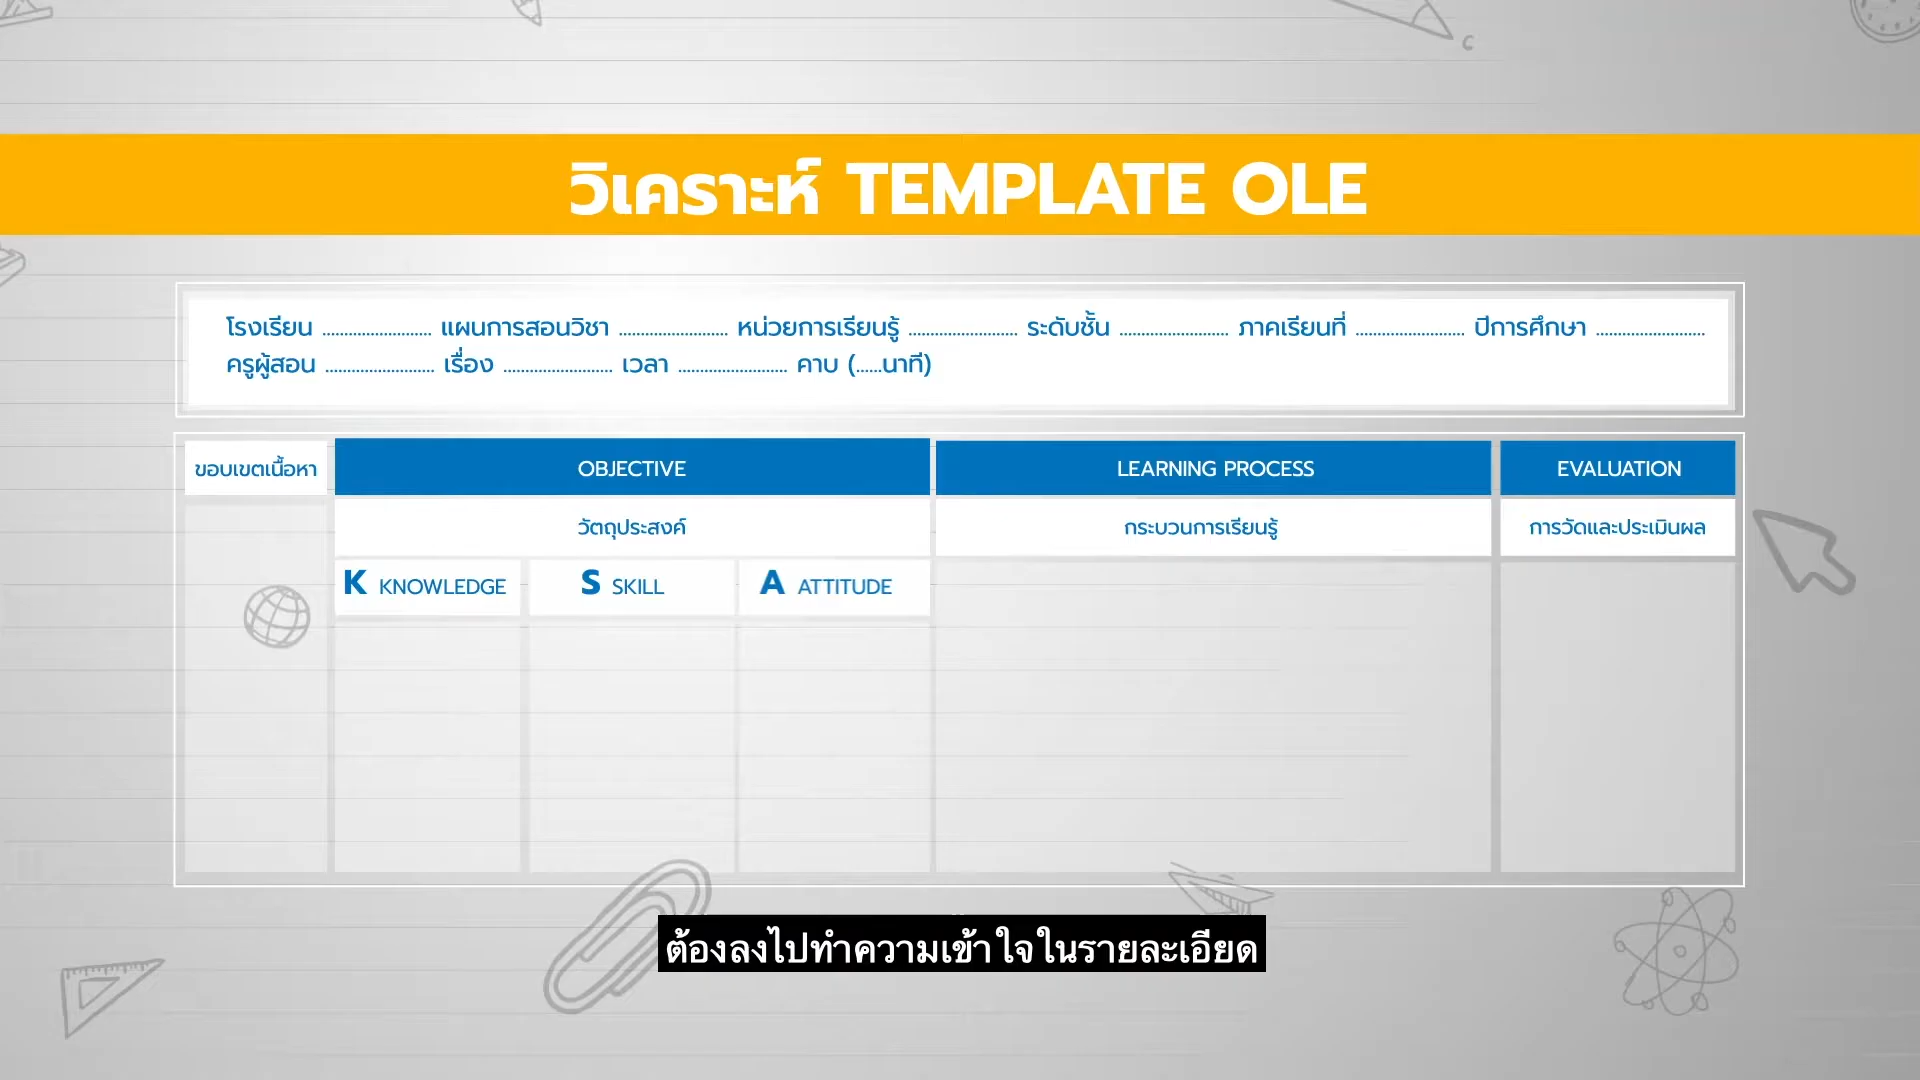 วิเคราะห์ TEMPLATE OLE
โรงเรียน ........................ แผนการสอนวิชา ........................ หน่วยการเรียนรู้ ........................ ระดับชั้น ........................ ภาคเรียนที่ ........................ ปีการศึกษา ........................
ครูผู้สอน ........................ เรื่อง ........................ เวลา ........................ คาบ (......นาที)
ขอบเขตเนื้อหา OBJECTIVE LEARNING PROCESS EVALUATION
วัตถุประสงค์ กระบวนการเรียนรู้ การวัดและประเมินผล
K KNOWLEDGE S SKILL A ATTITUDE
ต้องลงไปทำความเข้าใจในรายละเอียด